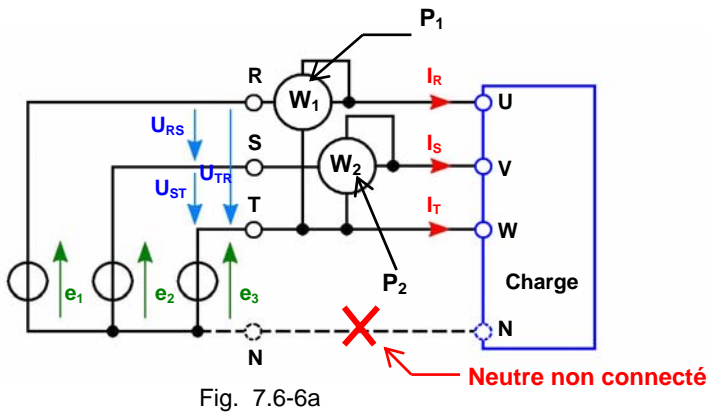 P1
R
W1
IR
U
URS
S
W2
IS
V
UST
UTR
T
IT
W
e1
e2
e3
P2
Charge
N
N
Neutre non connecté
Fig. 7.6-6a